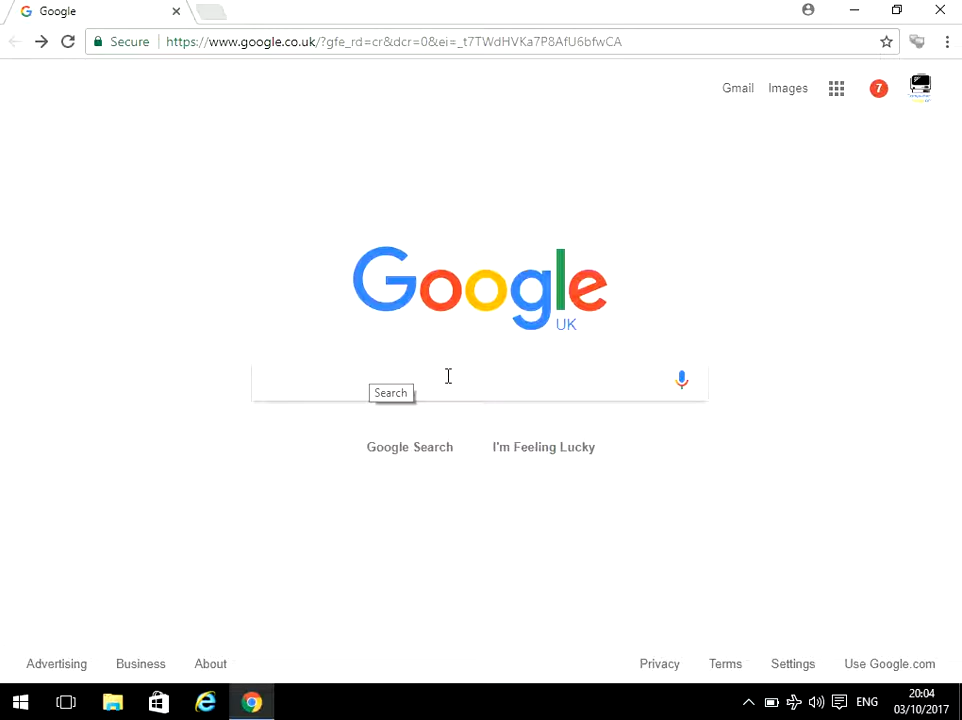 Google
Secure https://www.google.co.uk/?gfe_rd=cr&dcr=0&ei=_t7TWdHVKa7P8AfU6bfwCA
Gmail Images 7
Google
UK
Search
Google Search I'm Feeling Lucky
Advertising Business About Privacy Terms Settings Use Google.com
ENG 20:04
03/10/2017